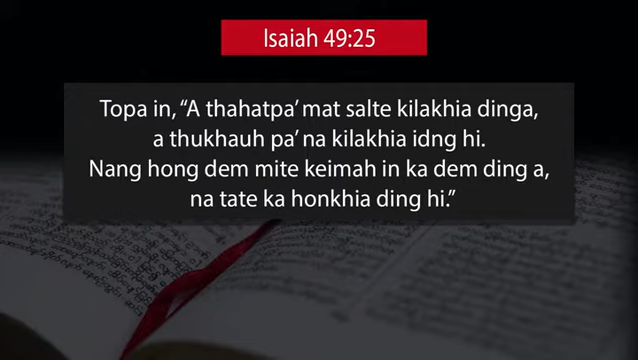 Isaiah 49:25
Topa in, “A thahatpa’ mat salte kilakhia dinga,
a thukhauh pa’ na kilakhia idng hi.
Nang hong dem mite keimah in ka dem ding a,
na tate ka honkhia ding hi.”